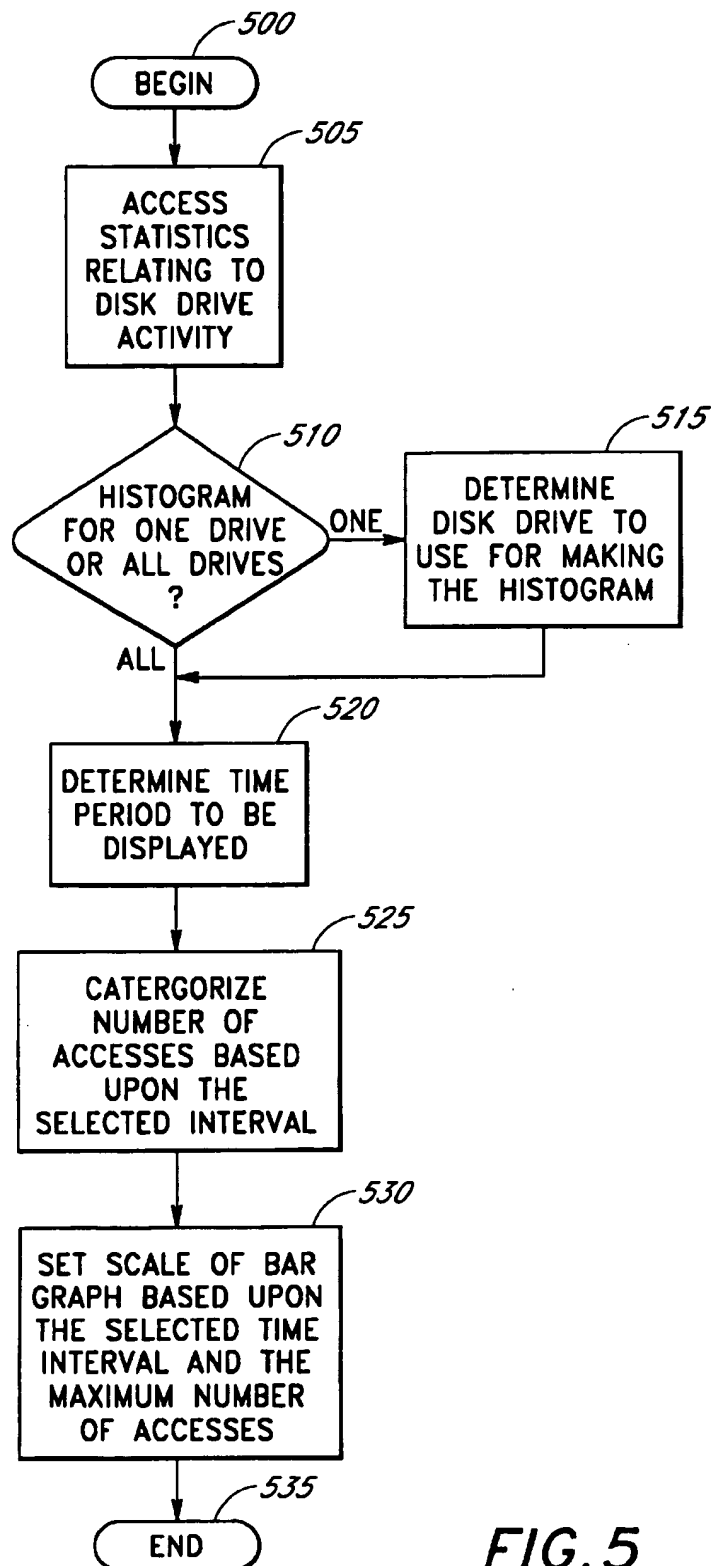 500
BEGIN
505
ACCESS
STATISTICS
RELATING TO
DISK DRIVE
ACTIVITY
510
HISTOGRAM
FOR ONE DRIVE
OR ALL DRIVES
?
ONE
515
DETERMINE
DISK DRIVE TO
USE FOR MAKING
THE HISTOGRAM
ALL
520
DETERMINE TIME
PERIOD TO BE
DISPLAYED
525
CATERGORIZE
NUMBER OF
ACCESSES BASED
UPON THE
SELECTED INTERVAL
530
SET SCALE OF BAR
GRAPH BASED UPON
THE SELECTED TIME
INTERVAL AND THE
MAXIMUM NUMBER
OF ACCESSES
535
END
FIG.5